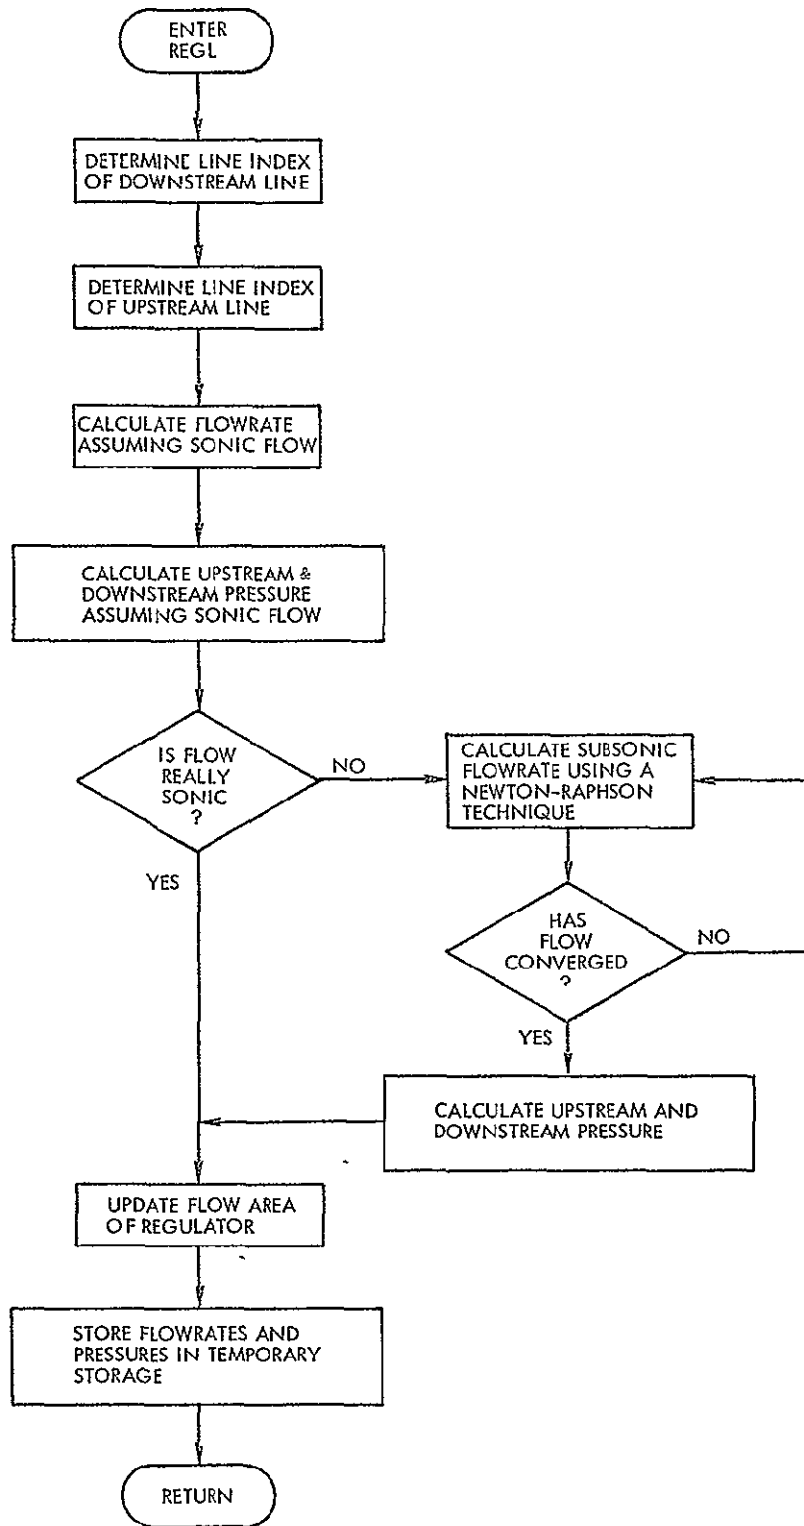 ENTER
REGL
DETERMINE LINE INDEX
OF DOWNSTREAM LINE
DETERMINE LINE INDEX
OF UPSTREAM LINE
CALCULATE FLOWRATE
ASSUMING SONIC FLOW
CALCULATE UPSTREAM &
DOWNSTREAM PRESSURE
ASSUMING SONIC FLOW
IS FLOW
REALLY
SONIC
?
NO
YES
CALCULATE SUBSONIC
FLOWRATE USING A
NEWTON-RAPHSON
TECHNIQUE
HAS
FLOW
CONVERGED
?
NO
YES
CALCULATE UPSTREAM AND
DOWNSTREAM PRESSURE
UPDATE FLOW AREA
OF REGULATOR
STORE FLOWRATES AND
PRESSURES IN TEMPORARY
STORAGE
RETURN